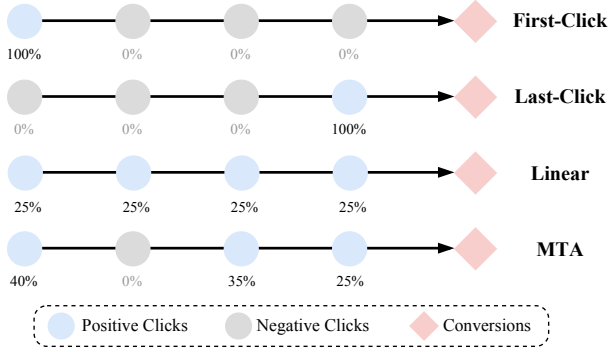 First-Click
100% 0% 0% 0%
Last-Click
0% 0% 0% 100%
Linear
25% 25% 25% 25%
MTA
40% 0% 35% 25%
Positive Clicks Negative Clicks Conversions